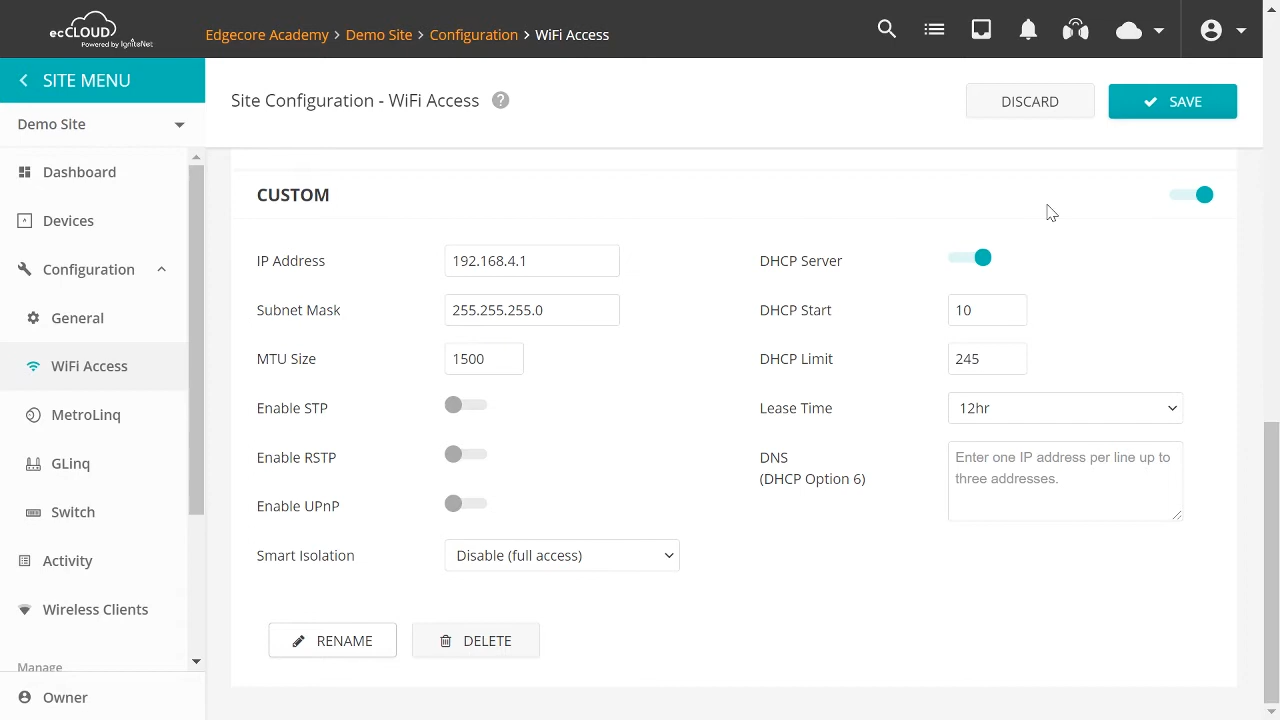 ecCLOUD
Powered by IgniteNet
Edgecore Academy > Demo Site > Configuration > WiFi Access
SITE MENU
Demo Site
Dashboard
Devices
Configuration
General
WiFi Access
MetroLinq
GLinq
Switch
Activity
Wireless Clients
Manage
Owner
Site Configuration - WiFi Access ?
DISCARD
SAVE
CUSTOM
IP Address 192.168.4.1
Subnet Mask 255.255.255.0
MTU Size 1500
Enable STP
Enable RSTP
Enable UPnP
Smart Isolation Disable (full access)
DHCP Server
DHCP Start 10
DHCP Limit 245
Lease Time 12hr
DNS
(DHCP Option 6)
Enter one IP address per line up to
three addresses.
RENAME
DELETE